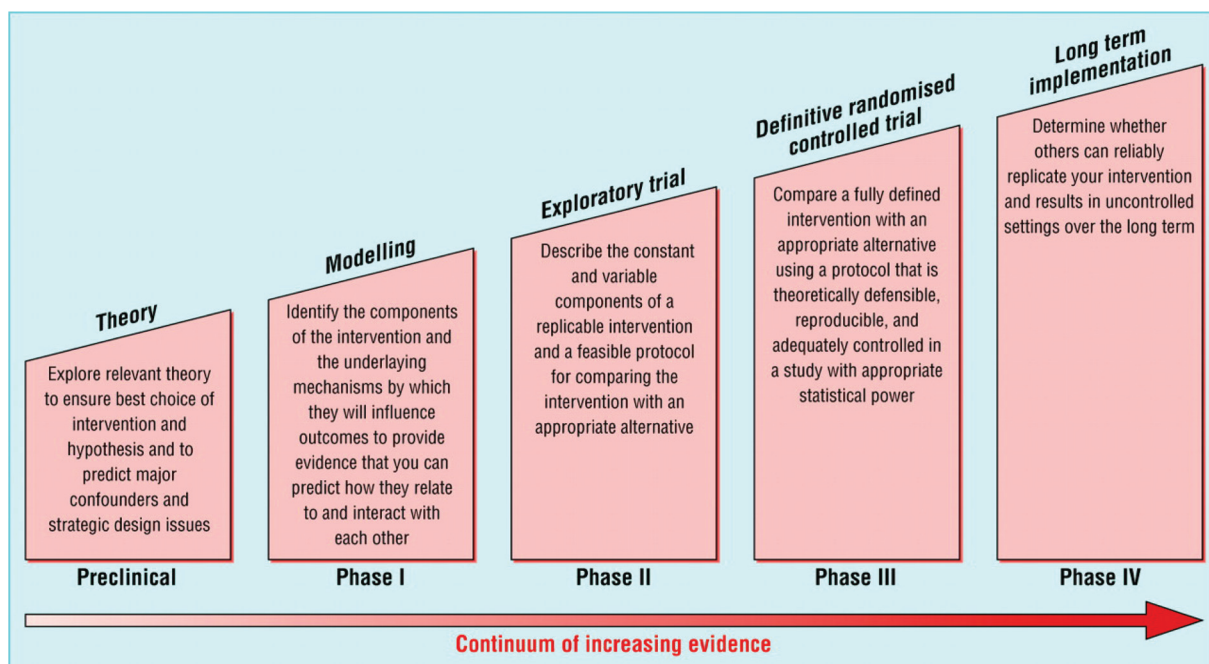 Theory
Explore relevant theory
to ensure best choice of
intervention and
hypothesis and to
predict major
confounders and
strategic design issues
Preclinical
Modelling
Identify the components
of the intervention and
the underlaying
mechanisms by which
they will influence
outcomes to provide
evidence that you can
predict how they relate
to and interact with
each other
Phase I
Exploratory trial
Describe the constant
and variable
components of a
replicable intervention
and a feasible protocol
for comparing the
intervention with an
appropriate alternative
Phase II
Definitive randomised
controlled trial
Compare a fully defined
intervention with an
appropriate alternative
using a protocol that is
theoretically defensible,
reproducible, and
adequately controlled in
a study with appropriate
statistical power
Phase III
Long term
implementation
Determine whether
others can reliably
replicate your intervention
and results in uncontrolled
settings over the long term
Phase IV
Continuum of increasing evidence